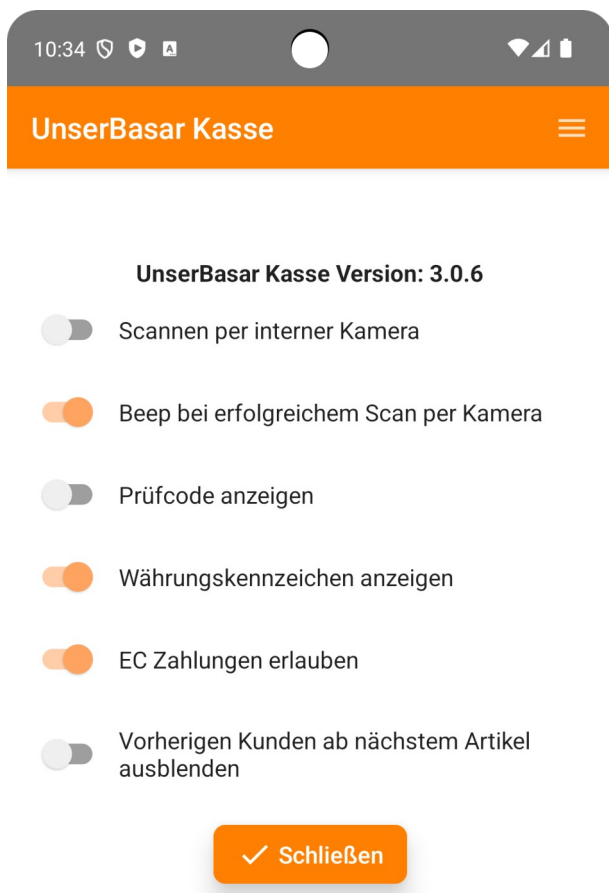 10:34
UnserBasar Kasse
UnserBasar Kasse Version: 3.0.6
Scannen per interner Kamera
Beep bei erfolgreichem Scan per Kamera
Prüfcode anzeigen
Währungskennzeichen anzeigen
EC Zahlungen erlauben
Vorherigen Kunden ab nächstem Artikel
ausblenden
Schließen